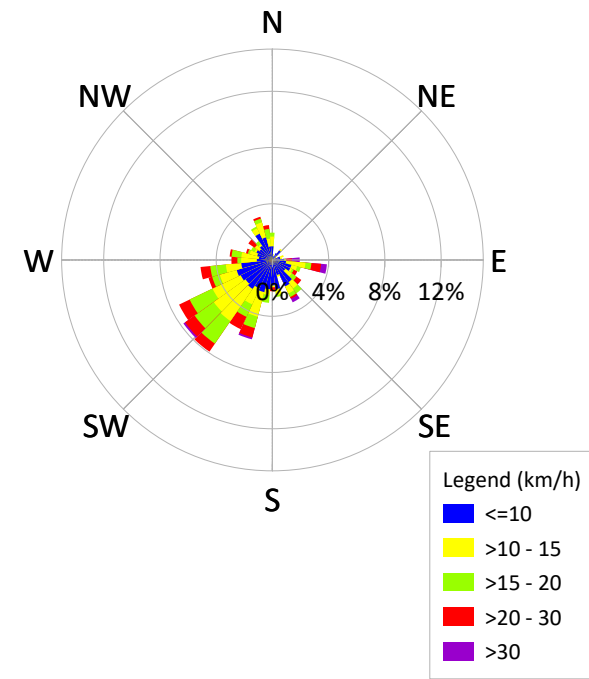 N
NW
NE
W
E
0% 4% 8% 12%
SW
SE
S
Legend (km/h)
<=10
>10 - 15
>15 - 20
>20 - 30
>30